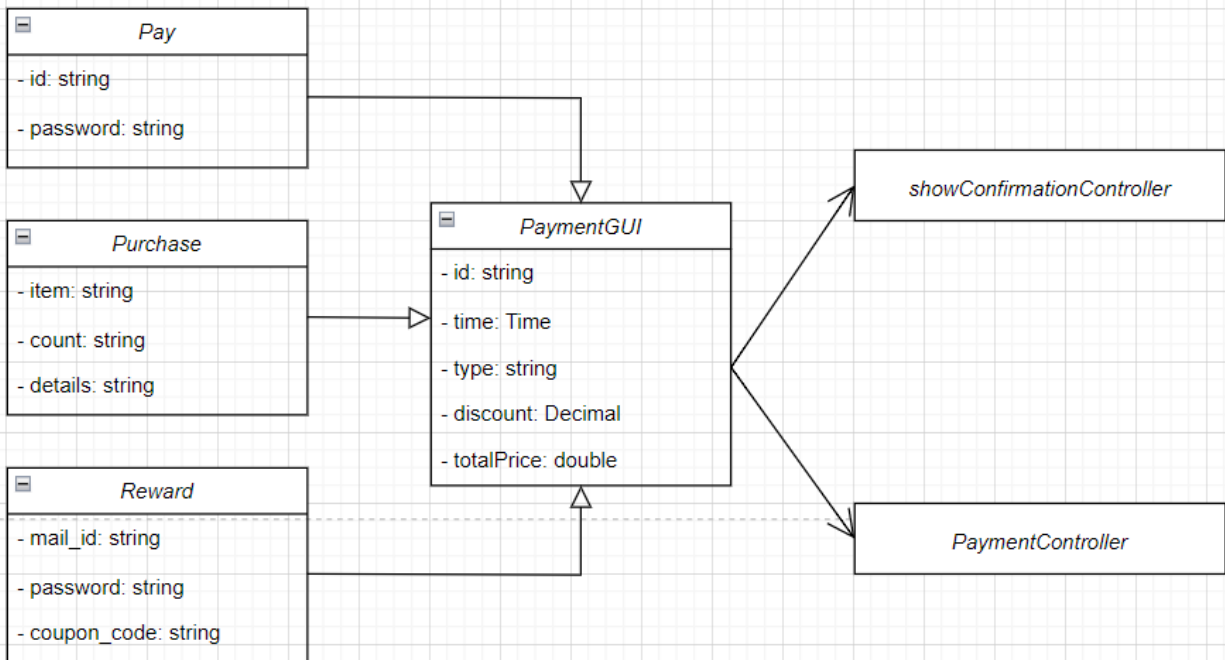 Pay
- id: string
- password: string
Purchase
- item: string
- count: string
- details: string
Reward
- mail_id: string
- password: string
- coupon_code: string
PaymentGUI
- id: string
- time: Time
- type: string
- discount: Decimal
- totalPrice: double
showConfirmationController
PaymentController